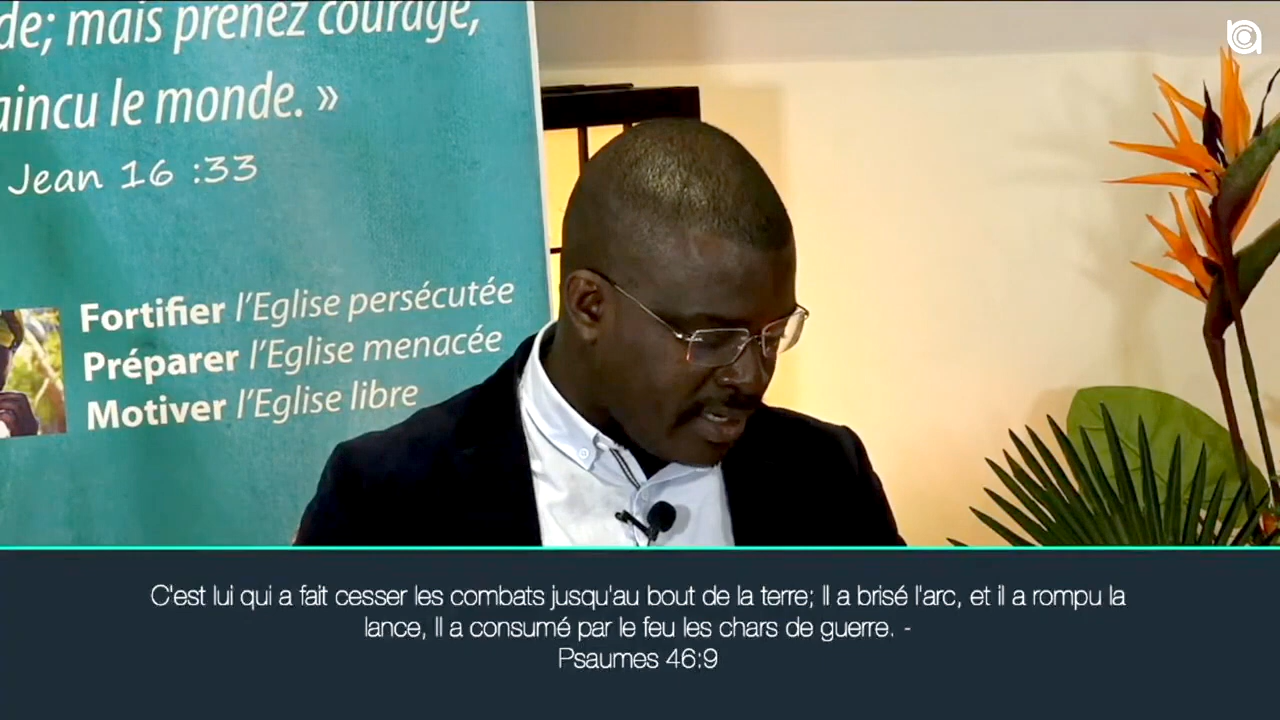 de; mais prenez courage,
aincu le monde. »
Jean 16 :33
Fortifier l'Eglise persécutée
Préparer l'Eglise menacée
Motiver l'Eglise libre
C'est lui qui a fait cesser les combats jusqu'au bout de la terre; Il a brisé l'arc, et il a rompu la
lance, Il a consumé par le feu les chars de guerre. -
Psaumes 46:9